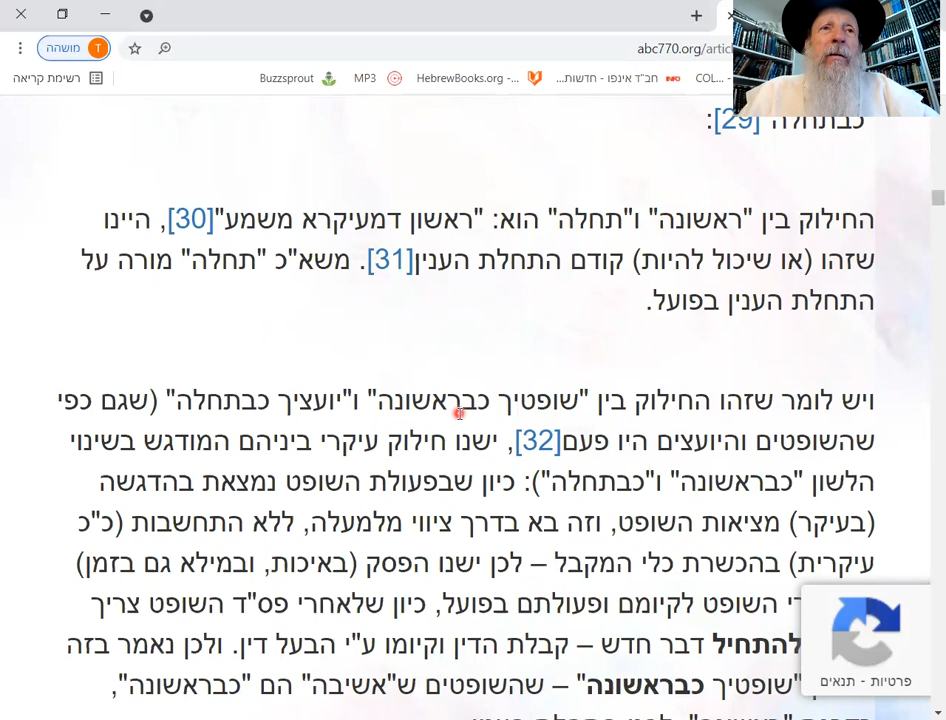 מושהה
abc770.org/artic
רשימת קריאה
Buzzsprout
MP3
HebrewBooks.org -...
חב"ד אינפו - חדשות...
COL...
כבתחלה"[29]:
החילוק בין "ראשונה" ו"תחלה" הוא: "ראשון דמעיקרא משמע"[30], היינו
שזהו (או שיכול להיות) קודם התחלת הענין[31]. משא"כ "תחלה" מורה על
התחלת הענין בפועל.
ויש לומר שזהו החילוק בין "שופטיך כבראשונה" ו"יועציך כבתחלה" (שגם כפי
שהשופטים והיועצים היו פעם[32], ישנו חילוק עיקרי ביניהם המודגש בשינוי
הלשון "כבראשונה" ו"כבתחלה"): כיון שבפעולת השופט נמצאת בהדגשה
(בעיקר) מציאות השופט, וזה בא בדרך ציווי מלמעלה, ללא התחשבות (כ"כ
עיקרית) בהכשרת כלי המקבל – לכן ישנו הפסק (באיכות, ובמילא גם בזמן)
די השופט לקיומם ופעולתם בפועל, כיון שלאחרי פס"ד השופט צריך
להתחיל דבר חדש – קבלת הדין וקיומו ע"י הבעל דין. ולכן נאמר בזה
"שופטיך כבראשונה" – שהשופטים ש"אשיבה" הם "כבראשונה",
פרטיות - תנאים